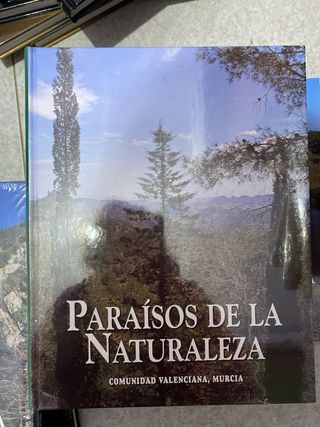 PARAÍSOS DE LA
NATURALEZA
COMUNIDAD VALENCIANA, MURCIA